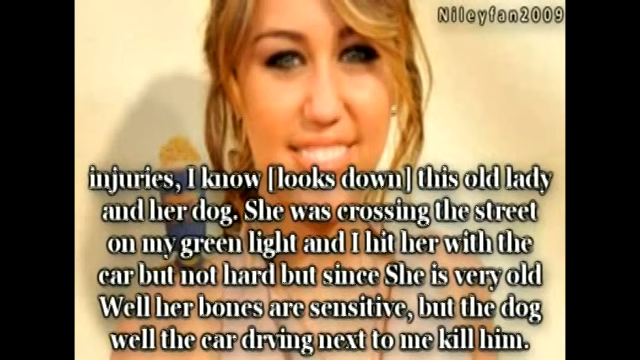 Nileyfan2009
injuries, I know [looks down] this old lady
and her dog. She was crossing the street
on my green light and I hit her with the
car but not hard but since She is very old
Well her bones are sensitive, but the dog
well the car drving next to me kill him.